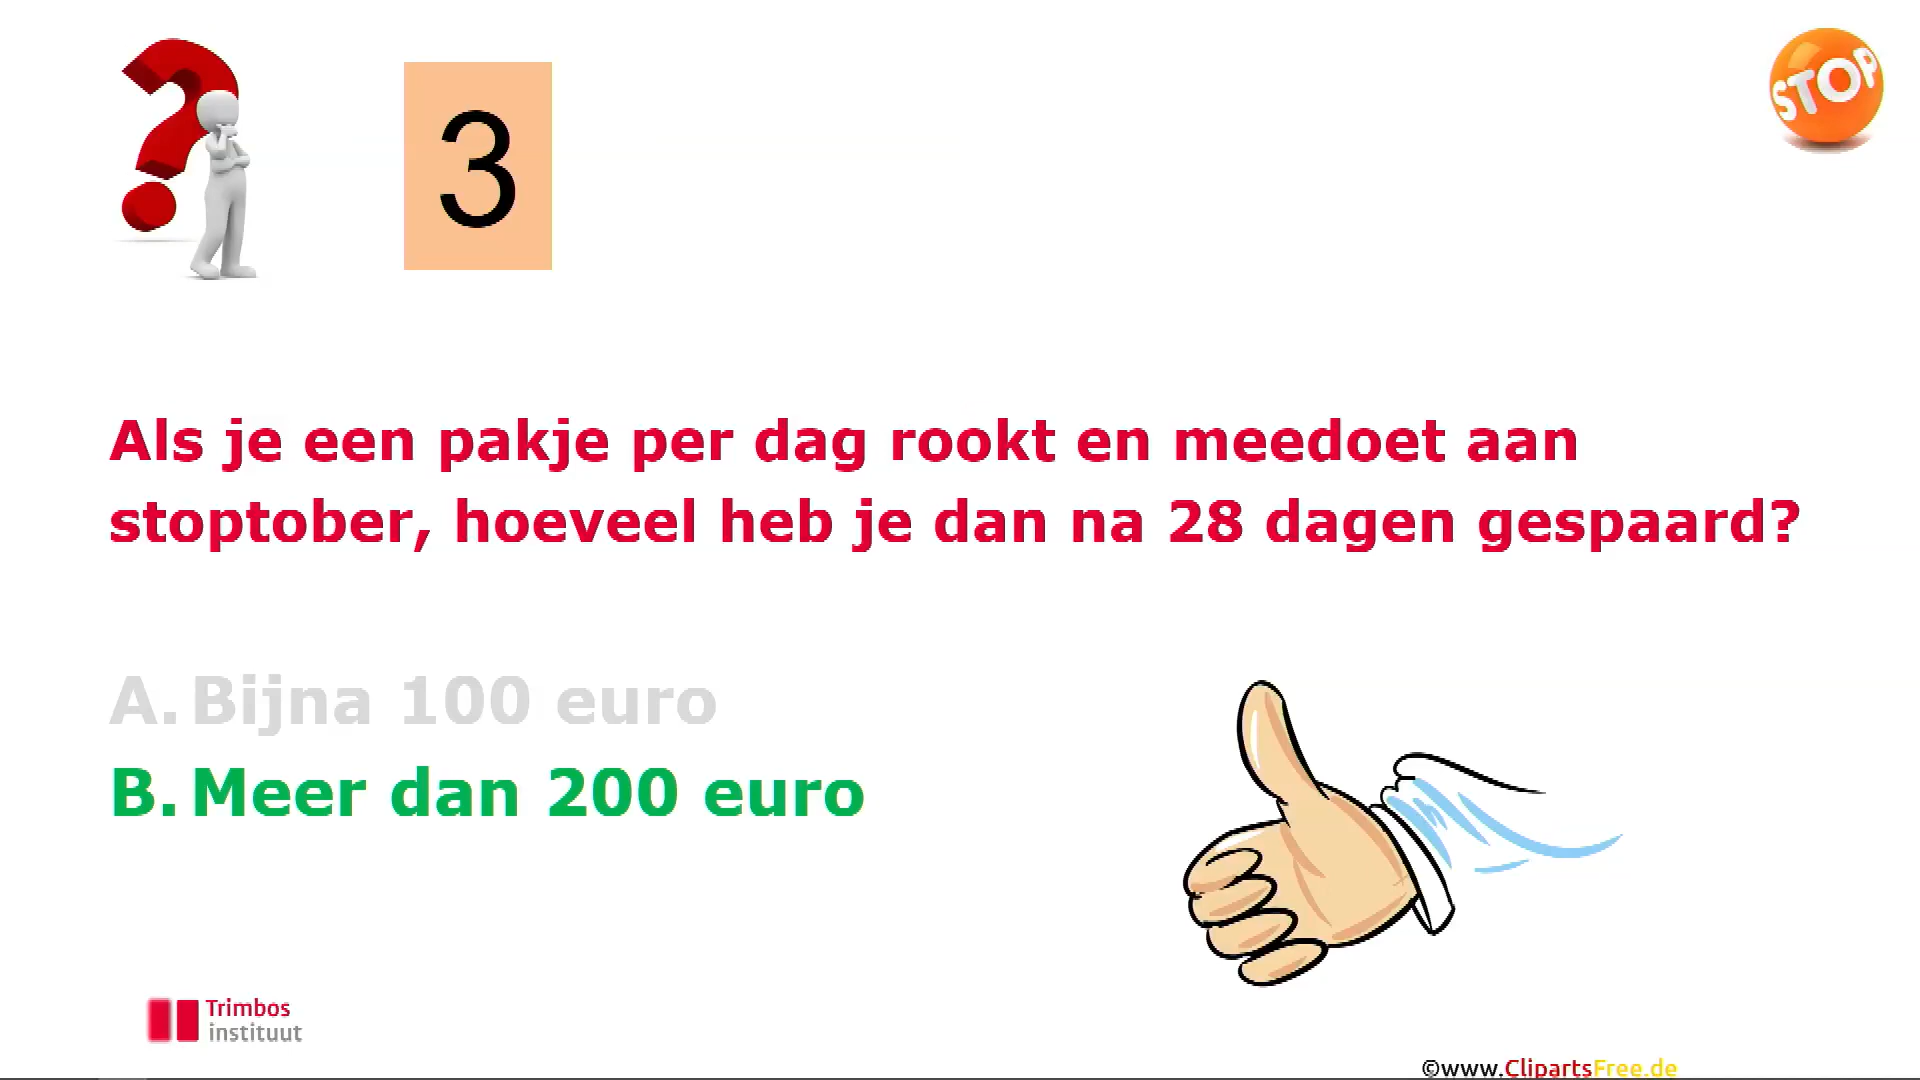 3
STOP
Als je een pakje per dag rookt en meedoet aan
stoptober, hoeveel heb je dan na 28 dagen gespaard?
A. Bijna 100 euro
B. Meer dan 200 euro
Trimbos
instituut
©www.ClipartsFree.de